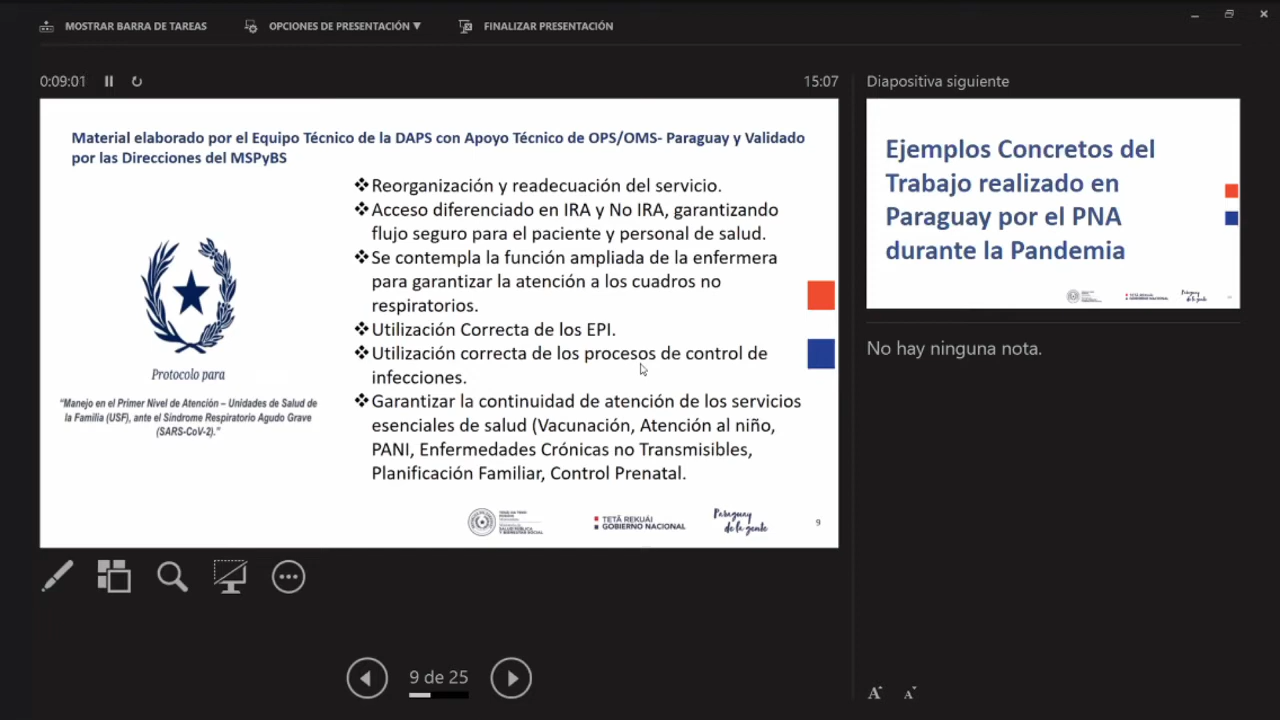 MOSTRAR BARRA DE TAREAS
OPCIONES DE PRESENTACIÓN ▼
FINALIZAR PRESENTACIÓN
0:09:01
15:07
Material elaborado por el Equipo Técnico de la DAPS con Apoyo Técnico de OPS/OMS- Paraguay y Validado
por las Direcciones del MSPyBS
Protocolo para
“Manejo en el Primer Nivel de Atención – Unidades de Salud de
la Familia (USF), ante el Síndrome Respiratorio Agudo Grave
(SARS-CoV-2).”
❖Reorganización y readecuación del servicio.
❖Acceso diferenciado en IRA y No IRA, garantizando
flujo seguro para el paciente y personal de salud.
❖Se contempla la función ampliada de la enfermera
para garantizar la atención a los cuadros no
respiratorios.
❖Utilización Correcta de los EPI.
❖Utilización correcta de los procesos de control de
infecciones.
❖Garantizar la continuidad de atención de los servicios
esenciales de salud (Vacunación, Atención al niño,
PANI, Enfermedades Crónicas no Transmisibles,
Planificación Familiar, Control Prenatal.
TETÃ REKUÁI
GOBIERNO NACIONAL
Paraguay
de la gente
9
9 de 25
Diapositiva siguiente
Ejemplos Concretos del
Trabajo realizado en
Paraguay por el PNA
durante la Pandemia
TETÃ REKUÁI
GOBIERNO NACIONAL
Paraguay
de la gente
No hay ninguna nota.
A A